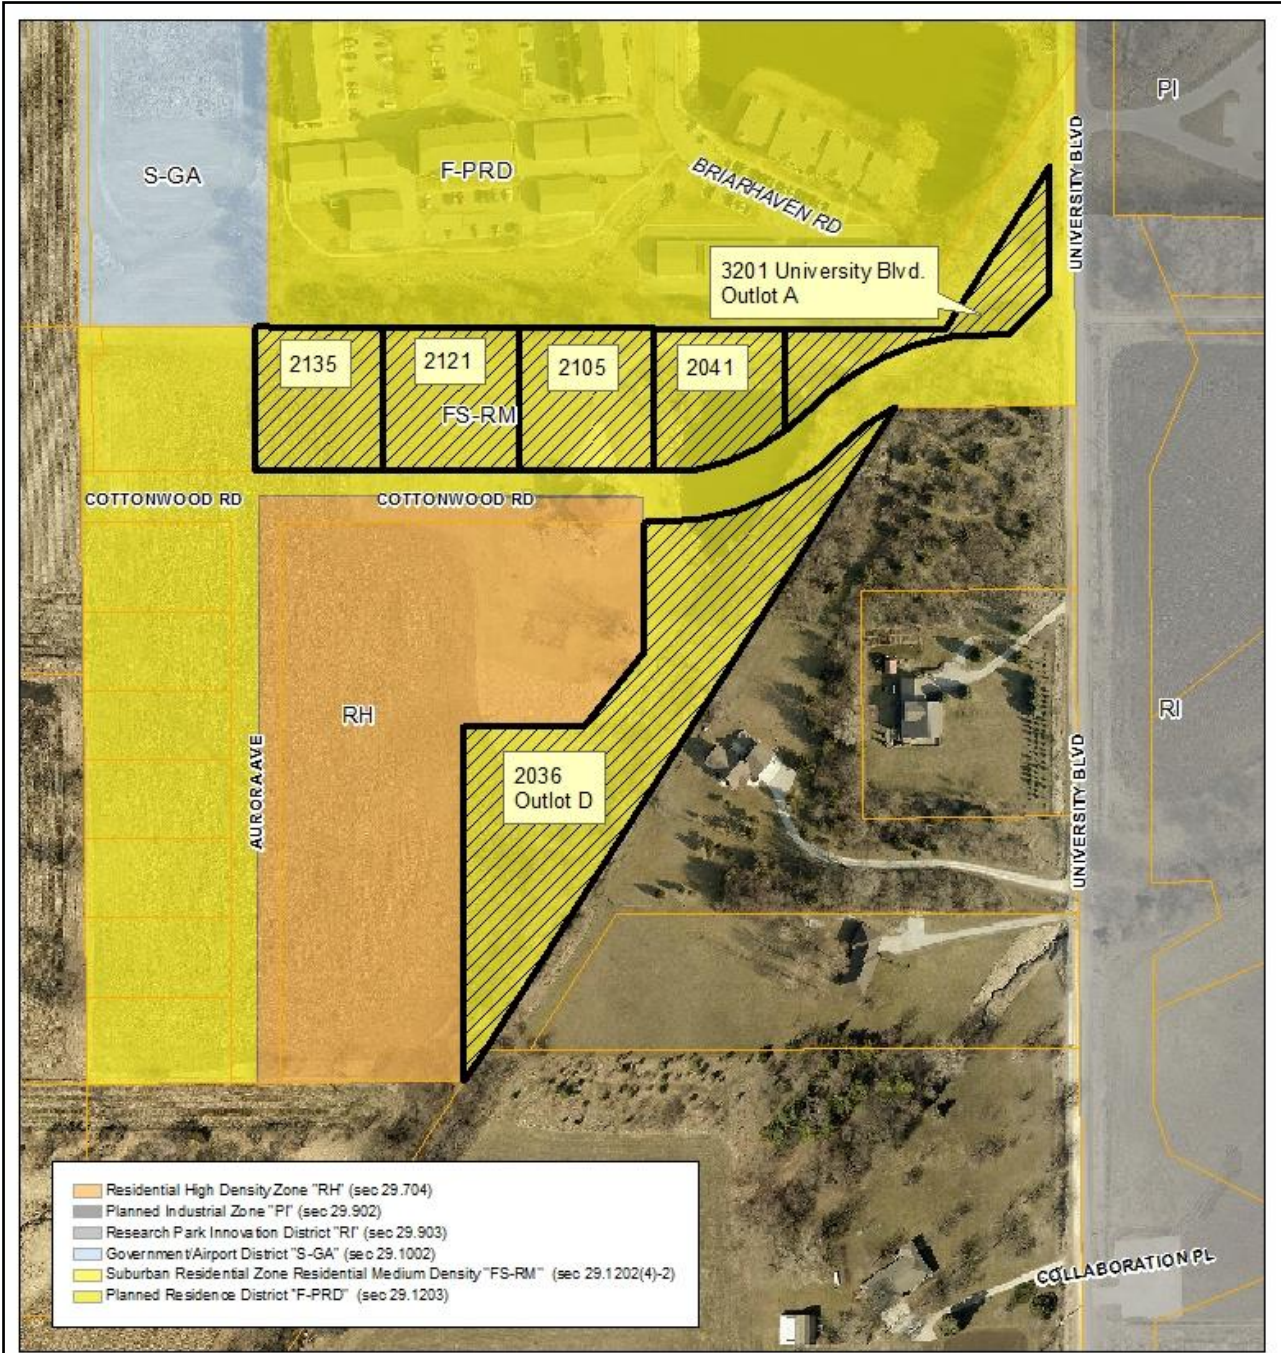 PI
S-GA
F-PRD
BRIARHAVEN RD
UNIVERSITY BLVD
3201 University Blvd.
Outlot A
2135
2121
2105
2041
FS-RM
COTTONWOOD RD
COTTONWOOD RD
RH
RI
AURORA AVE
UNIVERSITY BLVD
2036
Outlot D
Residential High Density Zone "RH" (sec 29.704)
Planned Industrial Zone "PI" (sec 29.902)
Research Park Innovation District "RI" (sec 29.903)
Government/Airport District "S-GA" (sec 29.1002)
Suburban Residential Zone Residential Medium Density "FS-RM" (sec 29.1202(4)-2)
Planned Residence District "F-PRD" (sec 29.1203)
COLLABORATION PL